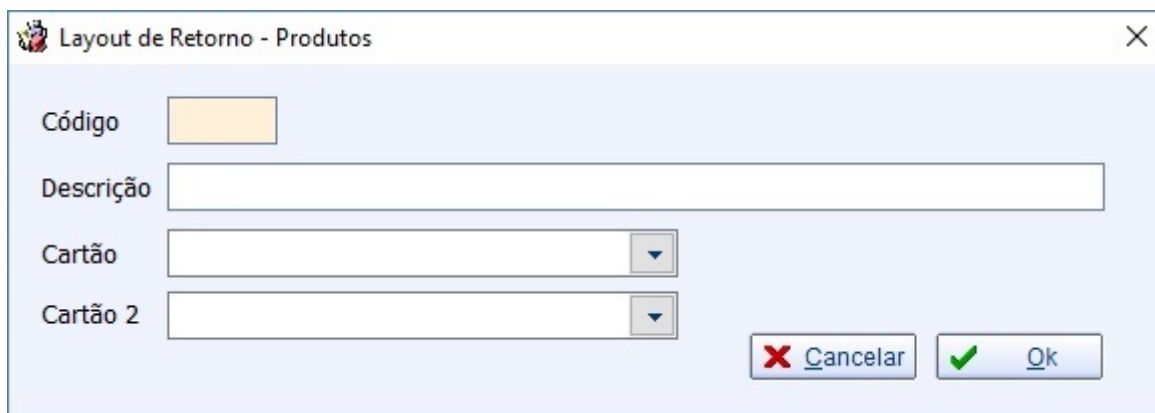 Layout de Retorno - Produtos
Código
Descrição
Cartão
Cartão 2
Cancelar Ok